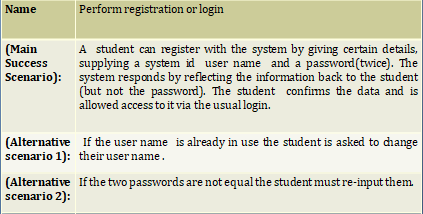 Name Perform registration or login
(Main A student can register with the system by giving certain details,
Success supplying a system id user name and a password(twice). The
Scenario): system responds by reflecting the information back to the student
(but not the password). The student confirms the data and is
allowed access to it via the usual login.
(Alternative If the user name is already in use the student is asked to change
scenario 1): their user name .
(Alternative If the two passwords are not equal the student must re-input them.
scenario 2):